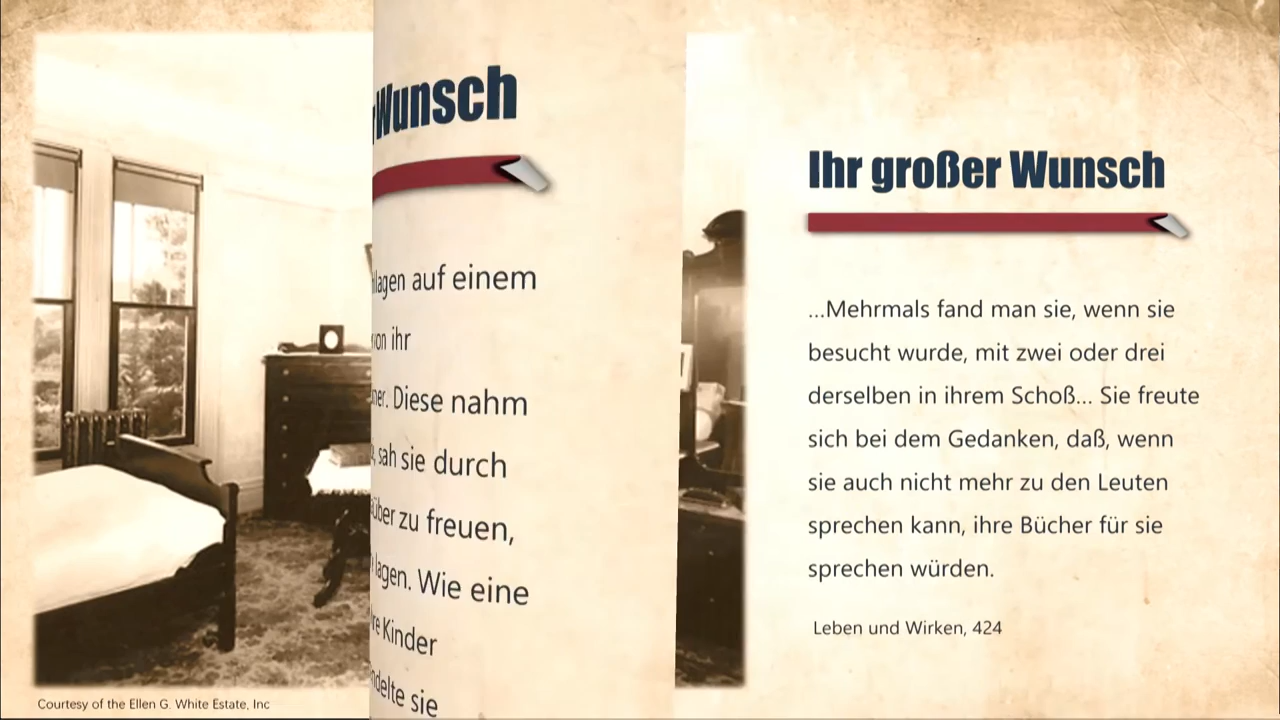 Wunsch
auf einem
ihr
Diese nahm
sah sie durch
zu freuen,
lagen. Wie eine
Kinder
sie
Ihr großer Wunsch
...Mehrmals fand man sie, wenn sie
besucht wurde, mit zwei oder drei
derselben in ihrem Schoß... Sie freute
sich bei dem Gedanken, daß, wenn
sie auch nicht mehr zu den Leuten
sprechen kann, ihre Bücher für sie
sprechen würden.
Leben und Wirken, 424
Courtesy of the Ellen G. White Estate, Inc